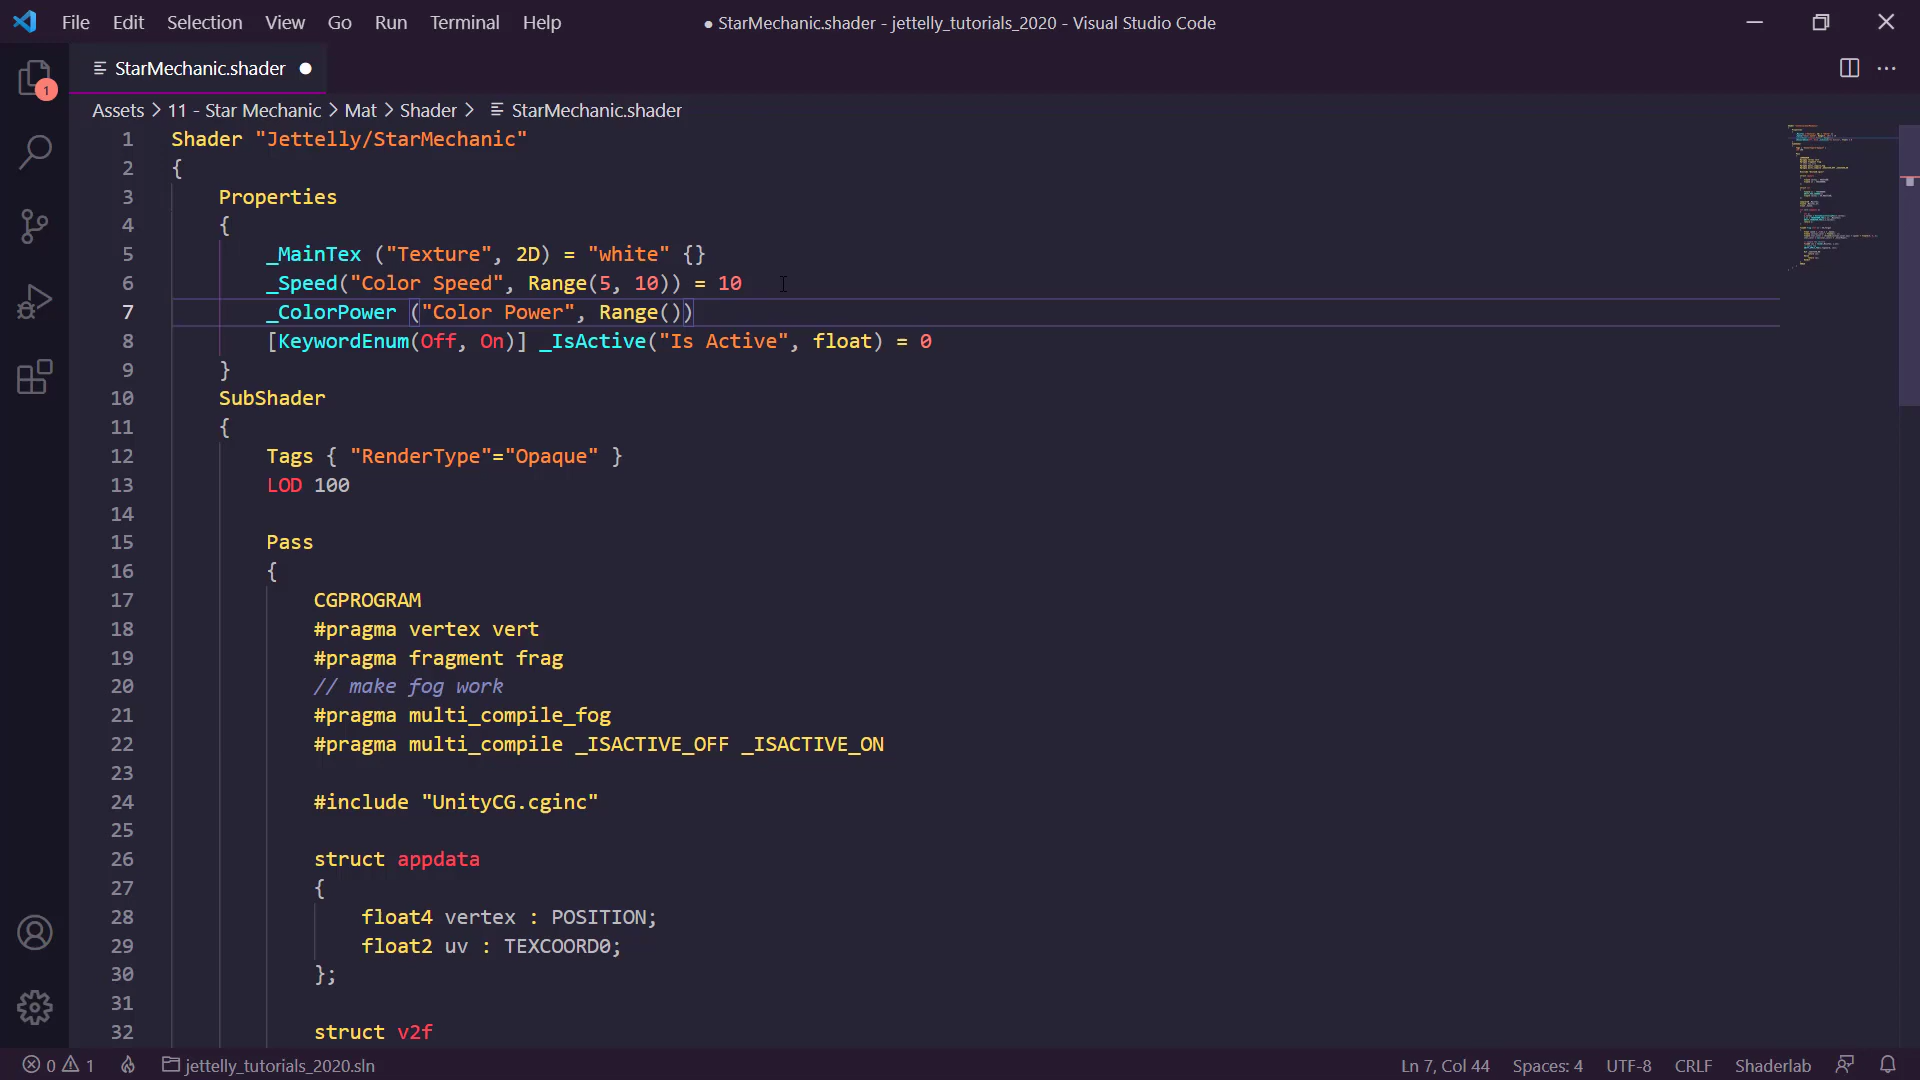 File Edit Selection View Go Run Terminal Help
● StarMechanic.shader - jettelly_tutorials_2020 - Visual Studio Code
1
StarMechanic.shader ●
Assets > 11 - Star Mechanic > Mat > Shader > StarMechanic.shader
1 Shader "Jettelly/StarMechanic"
2 {
3 Properties
4 {
5 _MainTex ("Texture", 2D) = "white" {}
6 _Speed("Color Speed", Range(5, 10)) = 10
7 _ColorPower ("Color Power", Range())
8 [KeywordEnum(Off, On)] _IsActive("Is Active", float) = 0
9 }
10 SubShader
11 {
12 Tags { "RenderType"="Opaque" }
13 LOD 100
14
15 Pass
16 {
17 CGPROGRAM
18 #pragma vertex vert
19 #pragma fragment frag
20 // make fog work
21 #pragma multi_compile_fog
22 #pragma multi_compile _ISACTIVE_OFF _ISACTIVE_ON
23
24 #include "UnityCG.cginc"
25
26 struct appdata
27 {
28 float4 vertex : POSITION;
29 float2 uv : TEXCOORD0;
30 };
31
32 struct v2f
0 1 jettelly_tutorials_2020.sln Ln 7, Col 44 Spaces: 4 UTF-8 CRLF Shaderlab